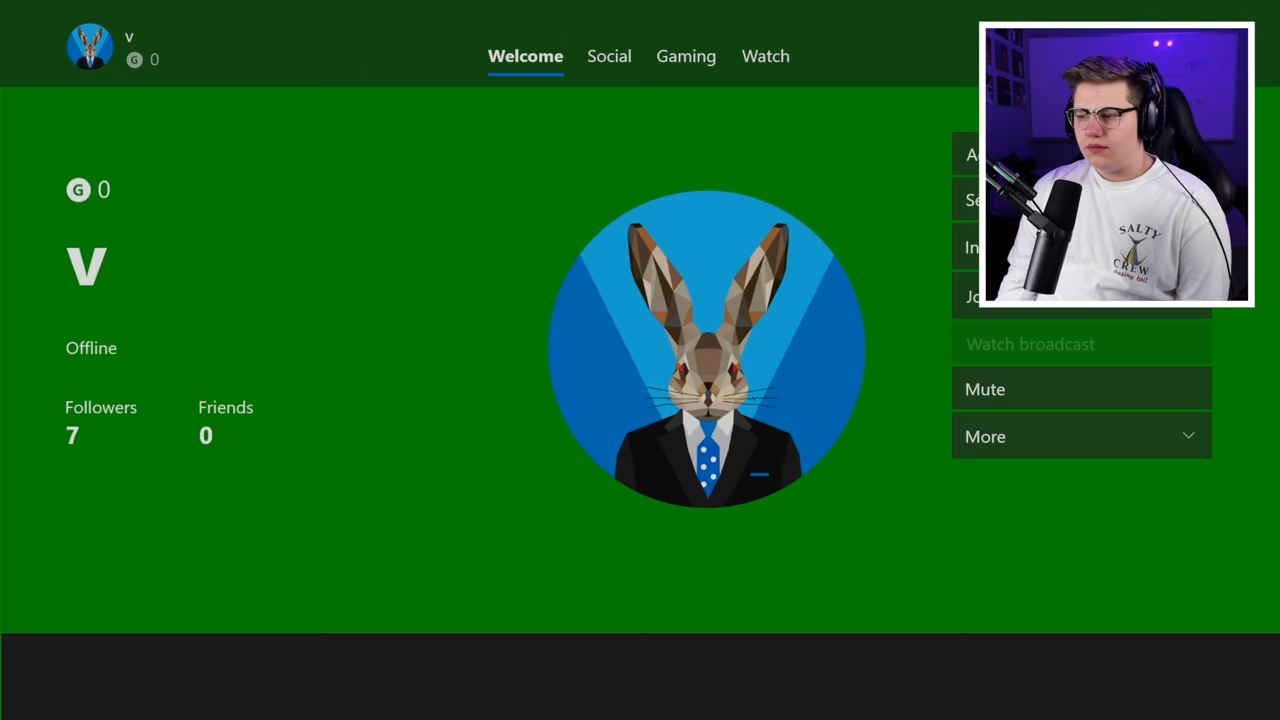 v
G 0
Welcome Social Gaming Watch
G 0
v
Offline
Followers Friends
7 0
Watch broadcast
Mute
More
SALTY
CREW